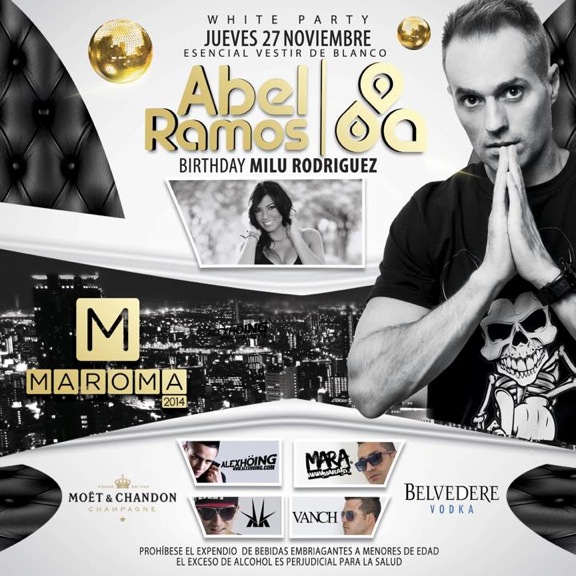 WHITE PARTY
JUEVES 27 NOVIEMBRE
ESENCIAL VESTIR DE BLANCO
Abel
Ramos
BIRTHDAY MILU RODRIGUEZ
M
MAROMA
2014
ALEXHÖING
MARA
VANCH
MOËT & CHANDON
CHAMPAGNE
BELVEDERE
VODKA
PROHÍBESE EL EXPENDIO DE BEBIDAS EMBRIAGANTES A MENORES DE EDAD
EL EXCESO DE ALCOHOL ES PERJUDICIAL PARA LA SALUD